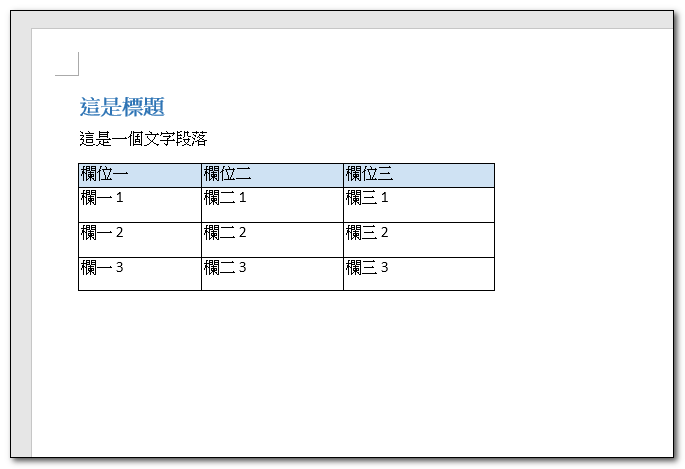 這是標題
這是一個文字段落
欄位一 欄位二 欄位三
欄一 1 欄二 1 欄三 1
欄一 2 欄二 2 欄三 2
欄一 3 欄二 3 欄三 3